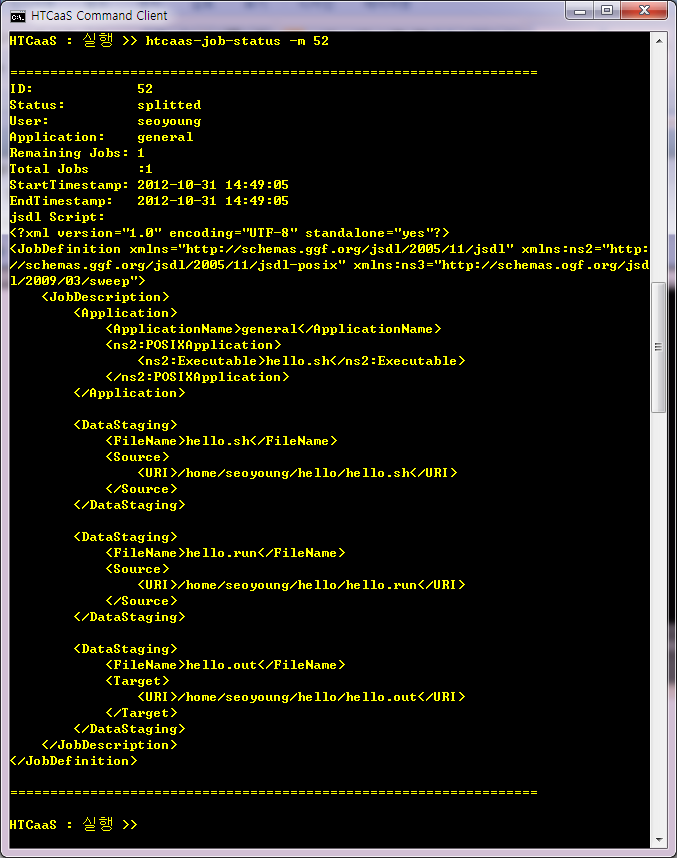 HTCaaS Command Client
HTCaaS : 실행 >> htcaas-job-status -m 52
==================================================================
ID:             52
Status:         splitted
User:           seoyoung
Application:    general
Remaining Jobs: 1
Total Jobs      :1
StartTimestamp: 2012-10-31 14:49:05
EndTimestamp:   2012-10-31 14:49:05
jsdl Script:
<?xml version="1.0" encoding="UTF-8" standalone="yes"?>
<JobDefinition xmlns="http://schemas.ggf.org/jsdl/2005/11/jsdl" xmlns:ns2="http:
//schemas.ggf.org/jsdl/2005/11/jsdl-posix" xmlns:ns3="http://schemas.ogf.org/jsd
l/2009/03/sweep">
    <JobDescription>
        <Application>
            <ApplicationName>general</ApplicationName>
            <ns2:POSIXApplication>
                <ns2:Executable>hello.sh</ns2:Executable>
            </ns2:POSIXApplication>
        </Application>
        <DataStaging>
            <FileName>hello.sh</FileName>
            <Source>
                <URI>/home/seoyoung/hello/hello.sh</URI>
            </Source>
        </DataStaging>
        <DataStaging>
            <FileName>hello.run</FileName>
            <Source>
                <URI>/home/seoyoung/hello/hello.run</URI>
            </Source>
        </DataStaging>
        <DataStaging>
            <FileName>hello.out</FileName>
            <Target>
                <URI>/home/seoyoung/hello/hello.out</URI>
            </Target>
        </DataStaging>
    </JobDescription>
</JobDefinition>
==================================================================
HTCaaS : 실행 >>